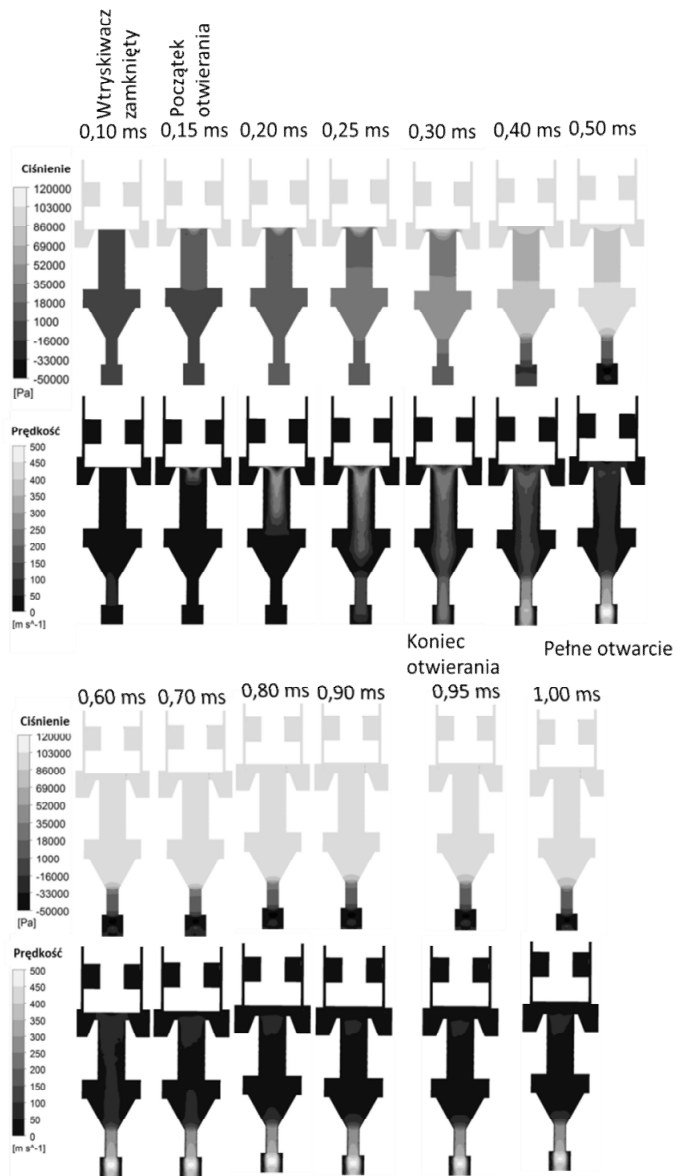 Wtryskiwacz
zamknięty
Początek
otwierania
0,10 ms 0,15 ms 0,20 ms 0,25 ms 0,30 ms 0,40 ms 0,50 ms
Ciśnienie
120000
103000
86000
69000
52000
35000
18000
1000
-16000
-33000
-50000
[Pa]
Prędkość
500
450
400
350
300
250
200
150
100
50
0
[m s^-1]
Koniec
otwierania
Pełne otwarcie
0,60 ms 0,70 ms 0,80 ms 0,90 ms 0,95 ms 1,00 ms
Ciśnienie
120000
103000
86000
69000
52000
35000
18000
1000
-16000
-33000
-50000
[Pa]
Prędkość
500
450
400
350
300
250
200
150
100
50
0
[m s^-1]